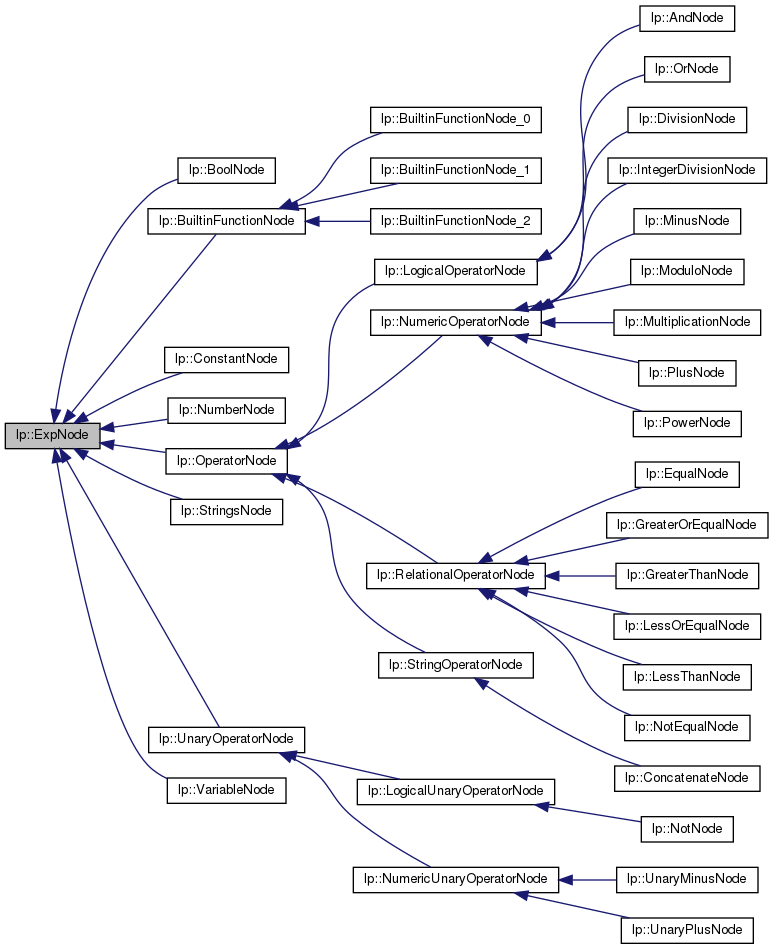 lp::AndNode
lp::OrNode
lp::DivisionNode
lp::BuiltinFunctionNode_0
lp::BoolNode
lp::BuiltinFunctionNode_1
lp::IntegerDivisionNode
lp::BuiltinFunctionNode
lp::BuiltinFunctionNode_2
lp::MinusNode
lp::LogicalOperatorNode
lp::ModuloNode
lp::NumericOperatorNode
lp::MultiplicationNode
lp::ConstantNode
lp::PlusNode
lp::NumberNode
lp::PowerNode
lp::ExpNode
lp::OperatorNode
lp::EqualNode
lp::StringsNode
lp::GreaterOrEqualNode
lp::RelationalOperatorNode
lp::GreaterThanNode
lp::LessOrEqualNode
lp::StringOperatorNode
lp::LessThanNode
lp::NotEqualNode
lp::UnaryOperatorNode
lp::ConcatenateNode
lp::VariableNode
lp::LogicalUnaryOperatorNode
lp::NotNode
lp::NumericUnaryOperatorNode
lp::UnaryMinusNode
lp::UnaryPlusNode